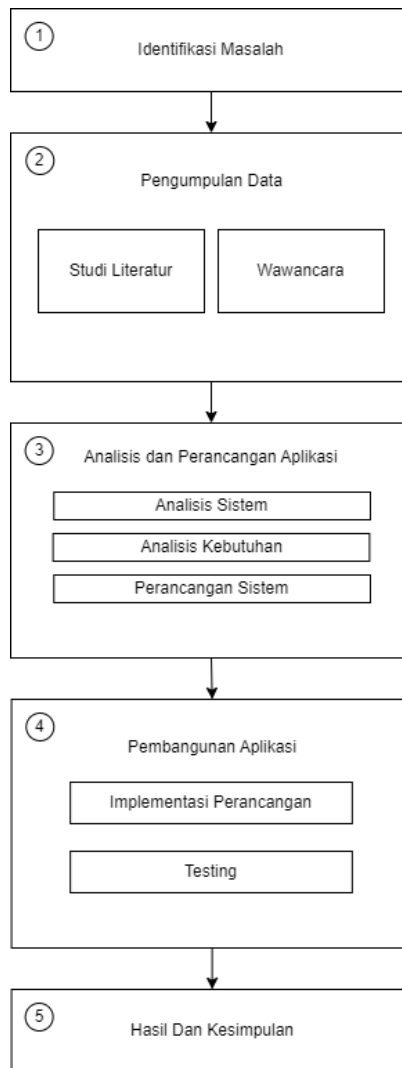 1
Identifikasi Masalah
2
Pengumpulan Data
Studi Literatur
Wawancara
3
Analisis dan Perancangan Aplikasi
Analisis Sistem
Analisis Kebutuhan
Perancangan Sistem
4
Pembangunan Aplikasi
Implementasi Perancangan
Testing
5
Hasil Dan Kesimpulan